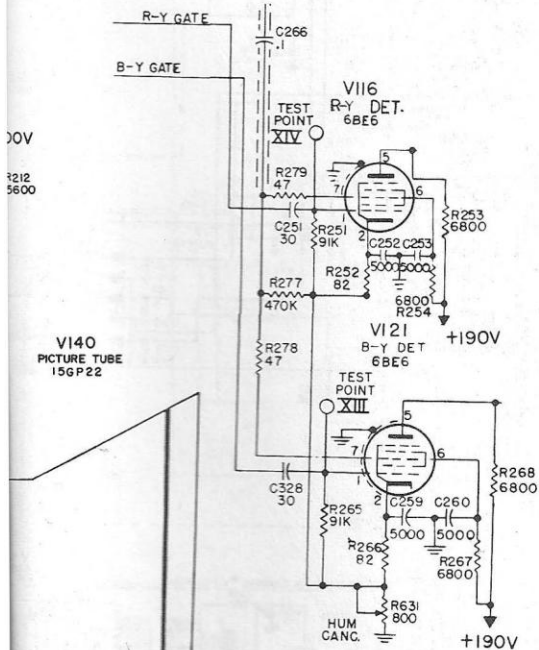 R-Y GATE
C266
.1
B-Y GATE
V116
R-Y DET.
6BE6
TEST
POINT
XIV
5
R279
47
7
6
1
2
C251
30
R251
91K
R253
6800
C252
5000
C253
5000
R252
82
R277
470K
6800
R254
+190V
00V
R212
5600
V121
B-Y DET
6BE6
R278
47
V140
PICTURE TUBE
15GP22
TEST
POINT
XIII
5
7
6
1
2
C328
30
R265
91K
C259
5000
C260
5000
R268
6800
R266
82
R267
6800
R631
800
HUM
CANC.
+190V